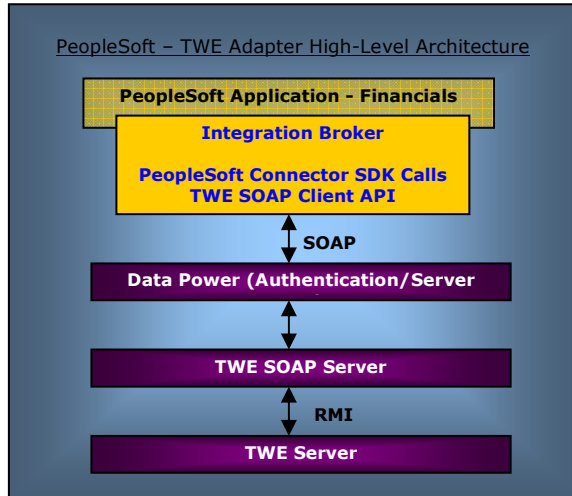 PeopleSoft – TWE Adapter High-Level Architecture
PeopleSoft Application - Financials
Integration Broker
PeopleSoft Connector SDK Calls
TWE SOAP Client API
SOAP
Data Power (Authentication/Server
TWE SOAP Server
RMI
TWE Server